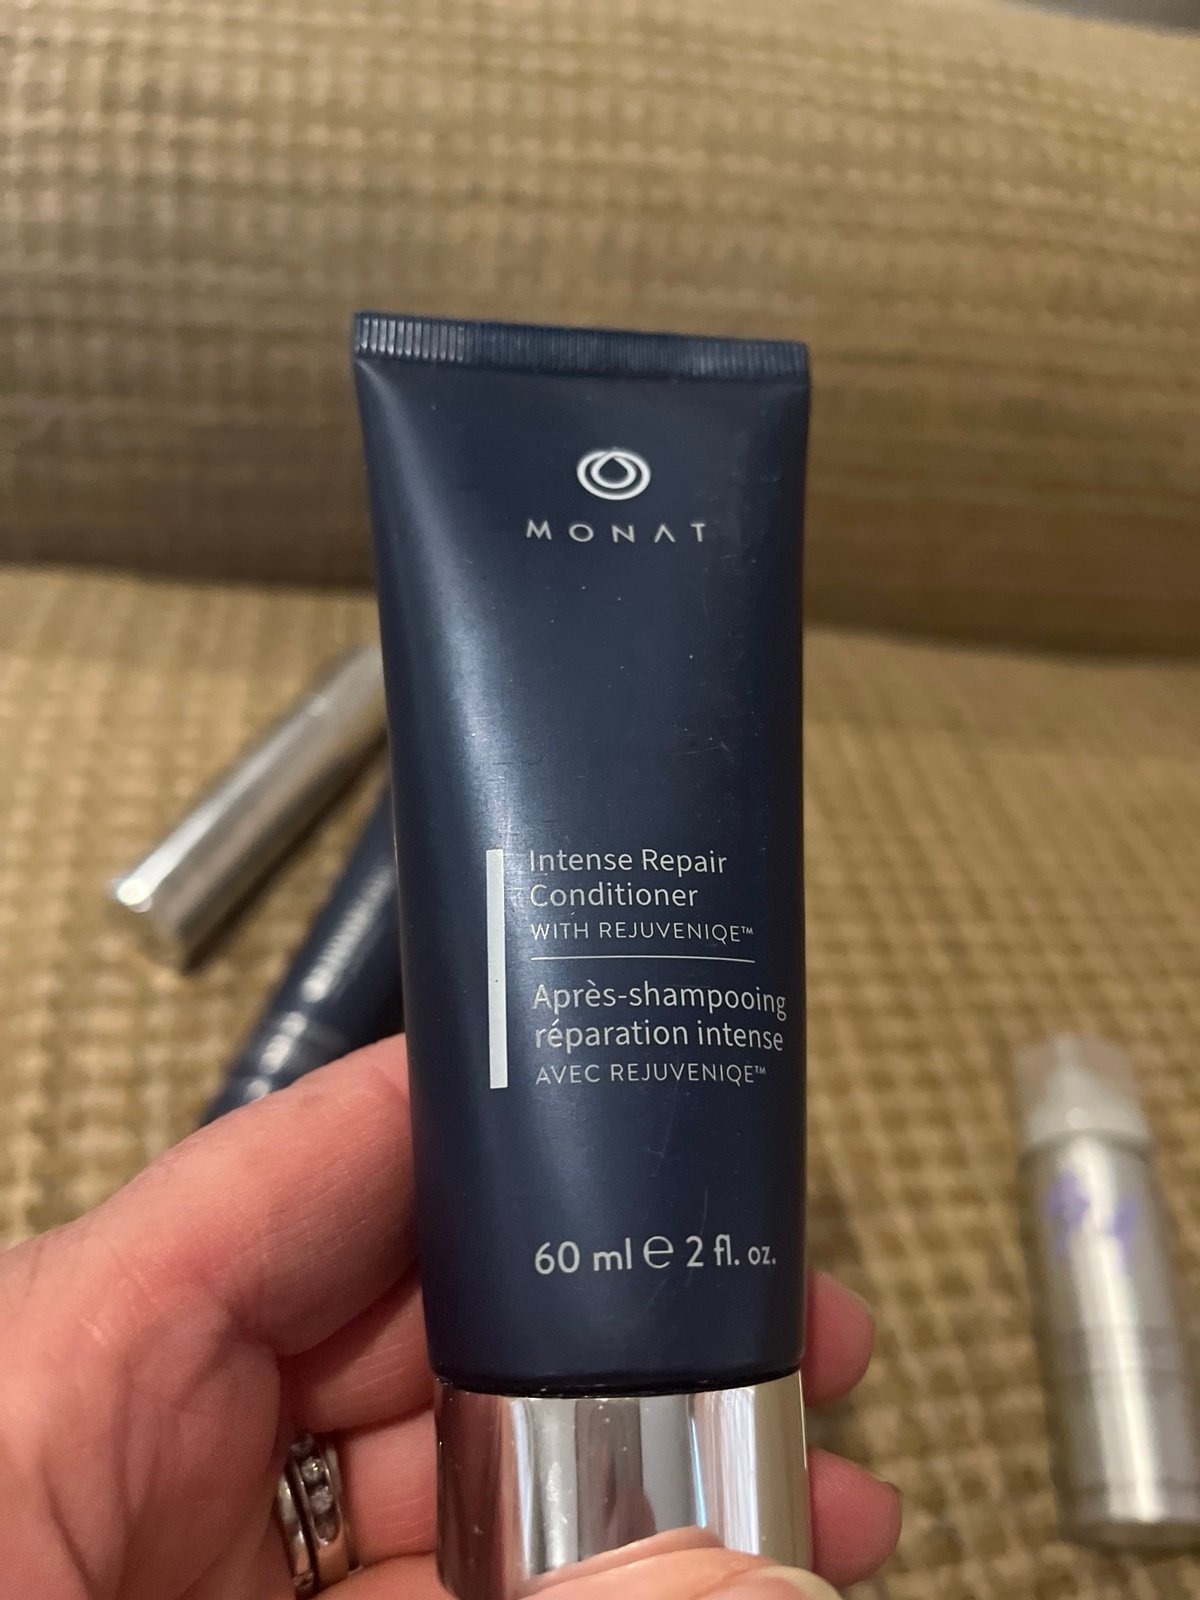 MONAT
Intense Repair
Conditioner
WITH REJUVENIQE™
Après-shampooing
réparation intense
AVEC REJUVENIQE™
60 ml ℮ 2 fl. oz.